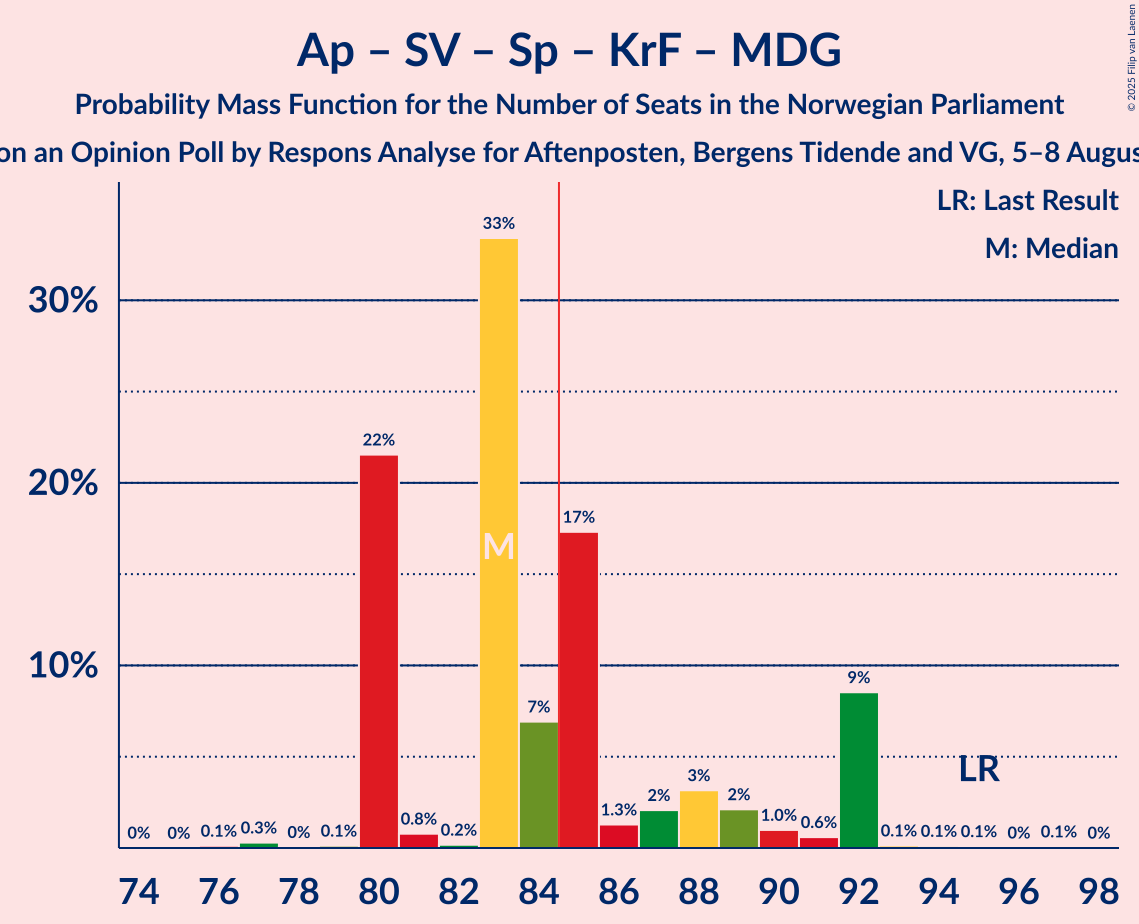 Ap – SV – Sp – KrF – MDG
Probability Mass Function for the Number of Seats in the Norwegian Parliament
on an Opinion Poll by Respons Analyse for Aftenposten, Bergens Tidende and VG, 5–8 Augus
© 2025 Filip van Laenen
LR: Last Result
M: Median
30%
20%
10%
0% 0% 0.1% 0.3% 0% 0.1% 22% 0.8% 0.2% 33% 7% 17% 1.3% 2% 3% 2% 1.0% 0.6% 9% 0.1% 0.1% 0.1% 0% 0.1% 0%
M
LR
74 76 78 80 82 84 86 88 90 92 94 96 98